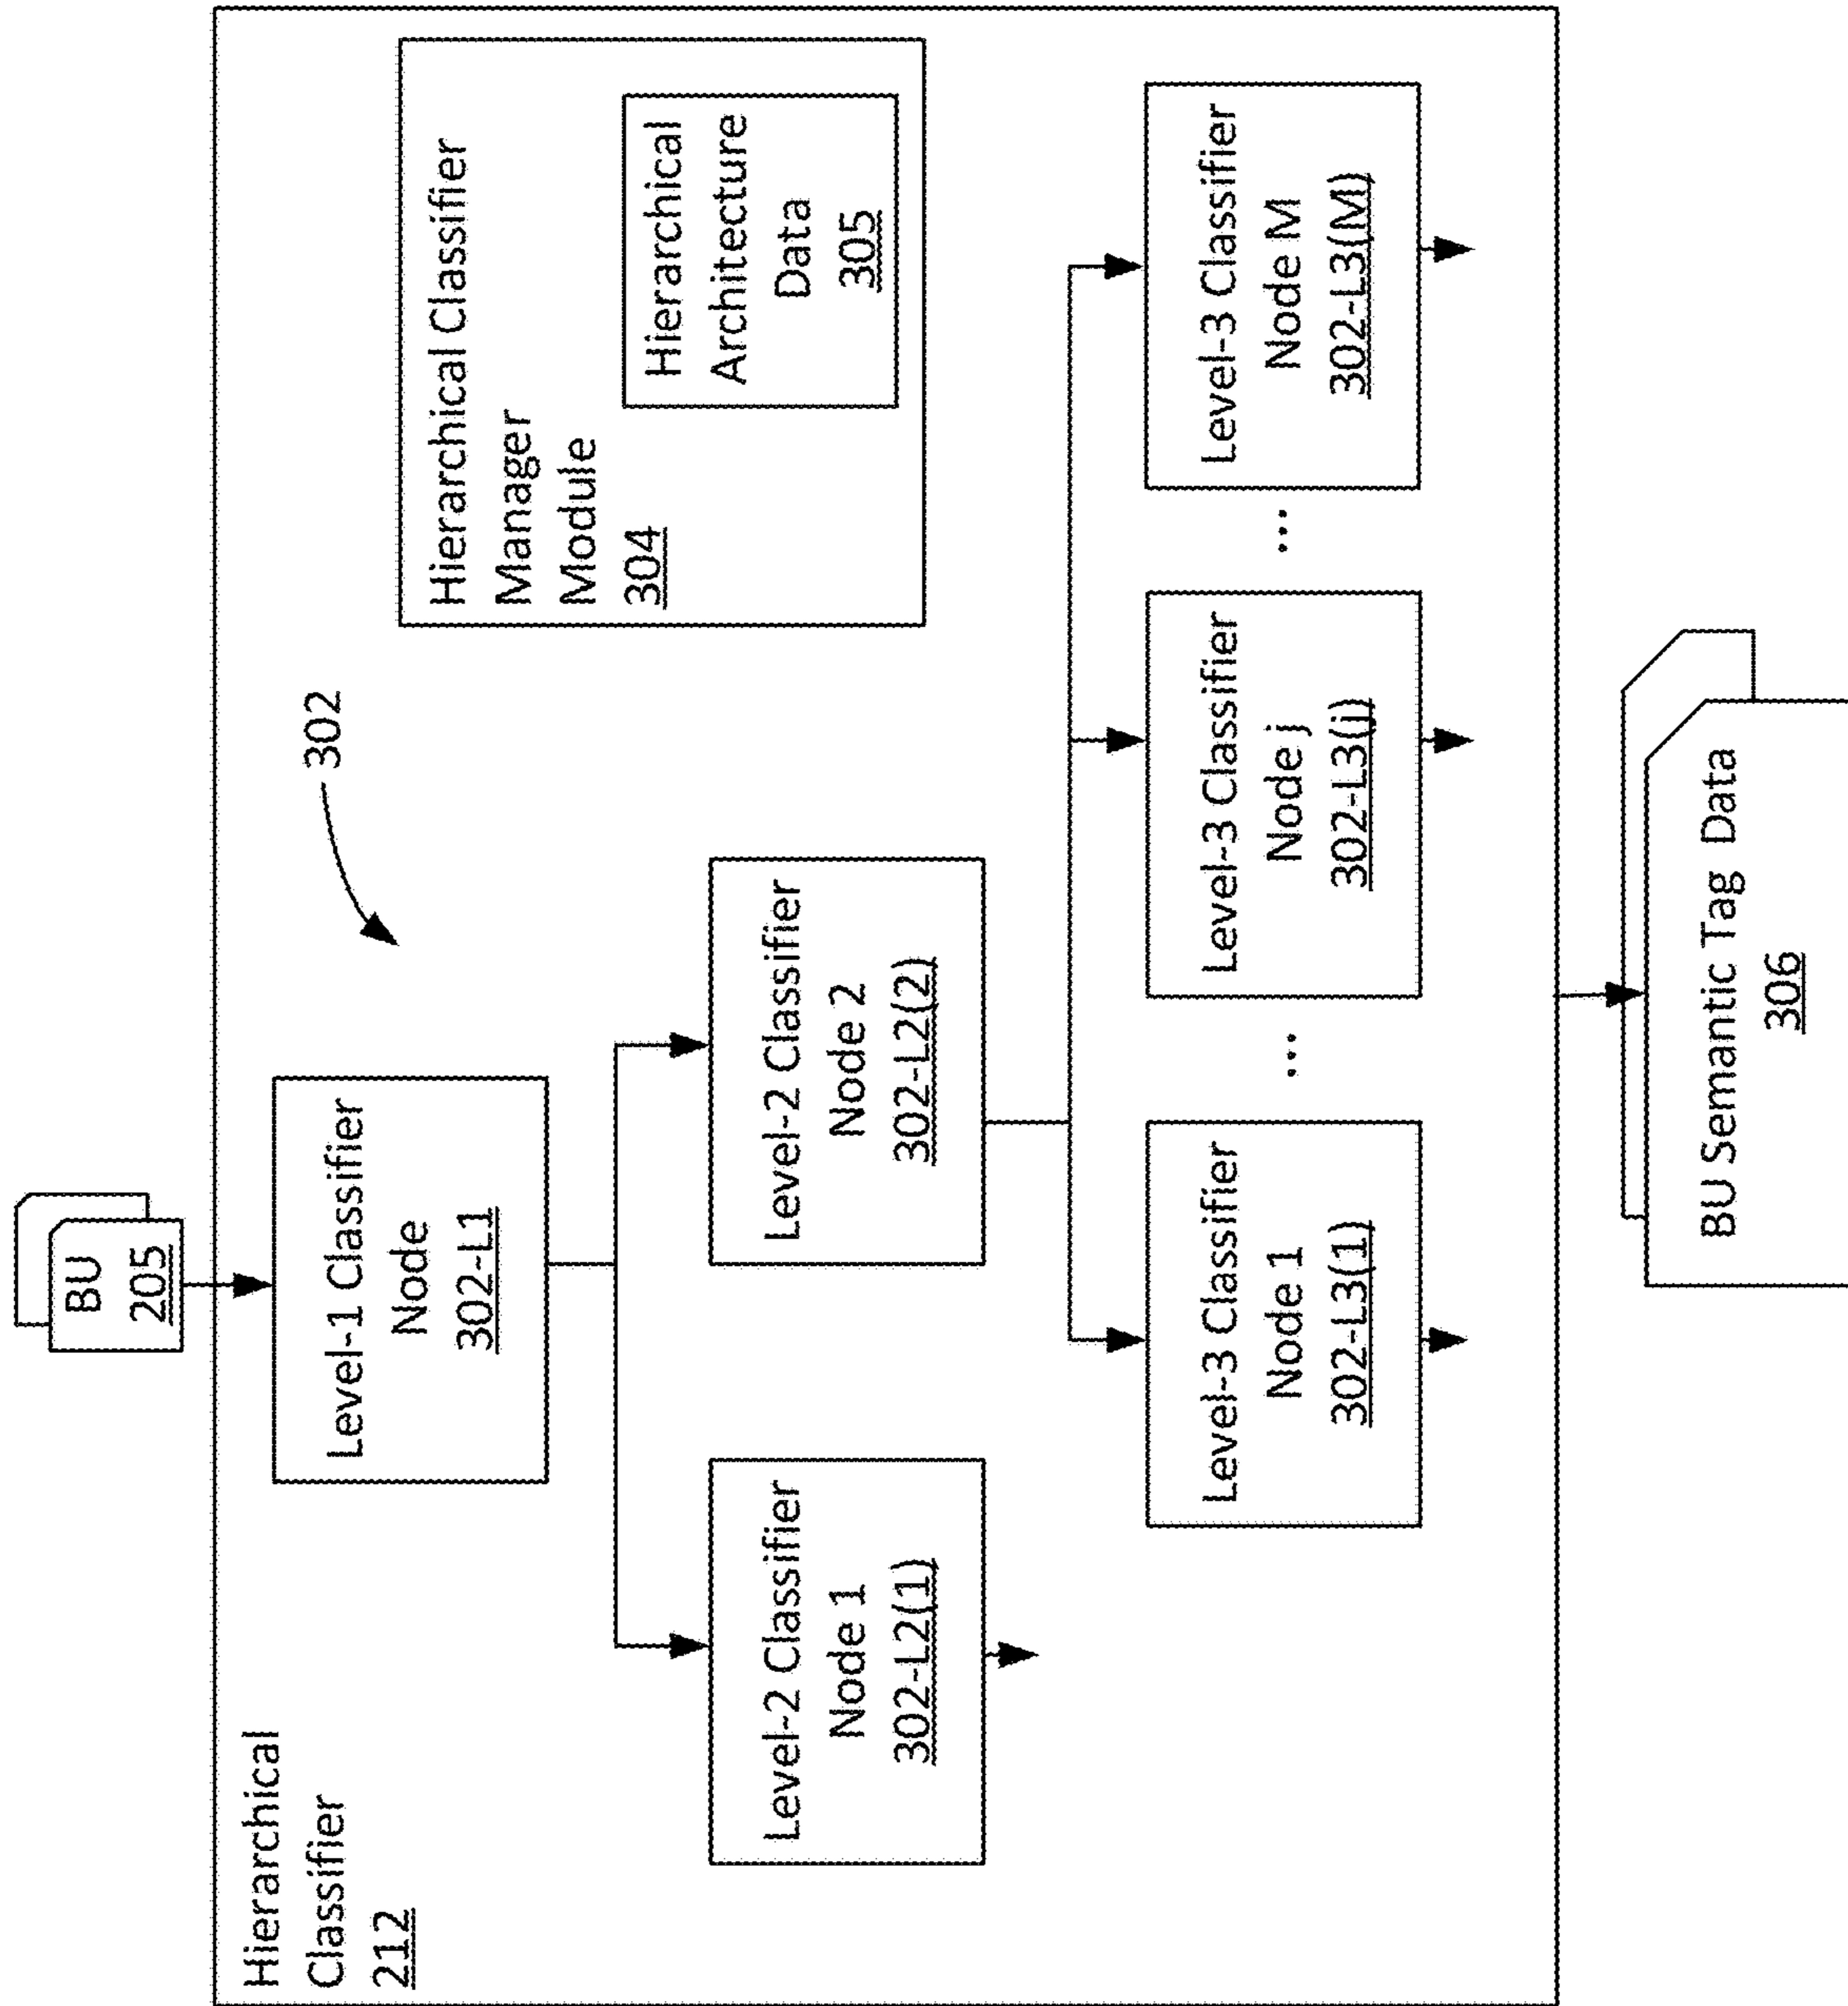 BU
205
Hierarchical
Classifier
212
Level-1 Classifier
Node
302-L1
302
Hierarchical Classifier
Manager
Module
304
Hierarchical
Architecture
Data
305
Level-2 Classifier
Node 1
302-L2(1)
Level-2 Classifier
Node 2
302-L2(2)
Level-3 Classifier
Node 1
302-L3(1)
...
Level-3 Classifier
Node j
302-L3(j)
...
Level-3 Classifier
Node M
302-L3(M)
BU Semantic Tag Data
306